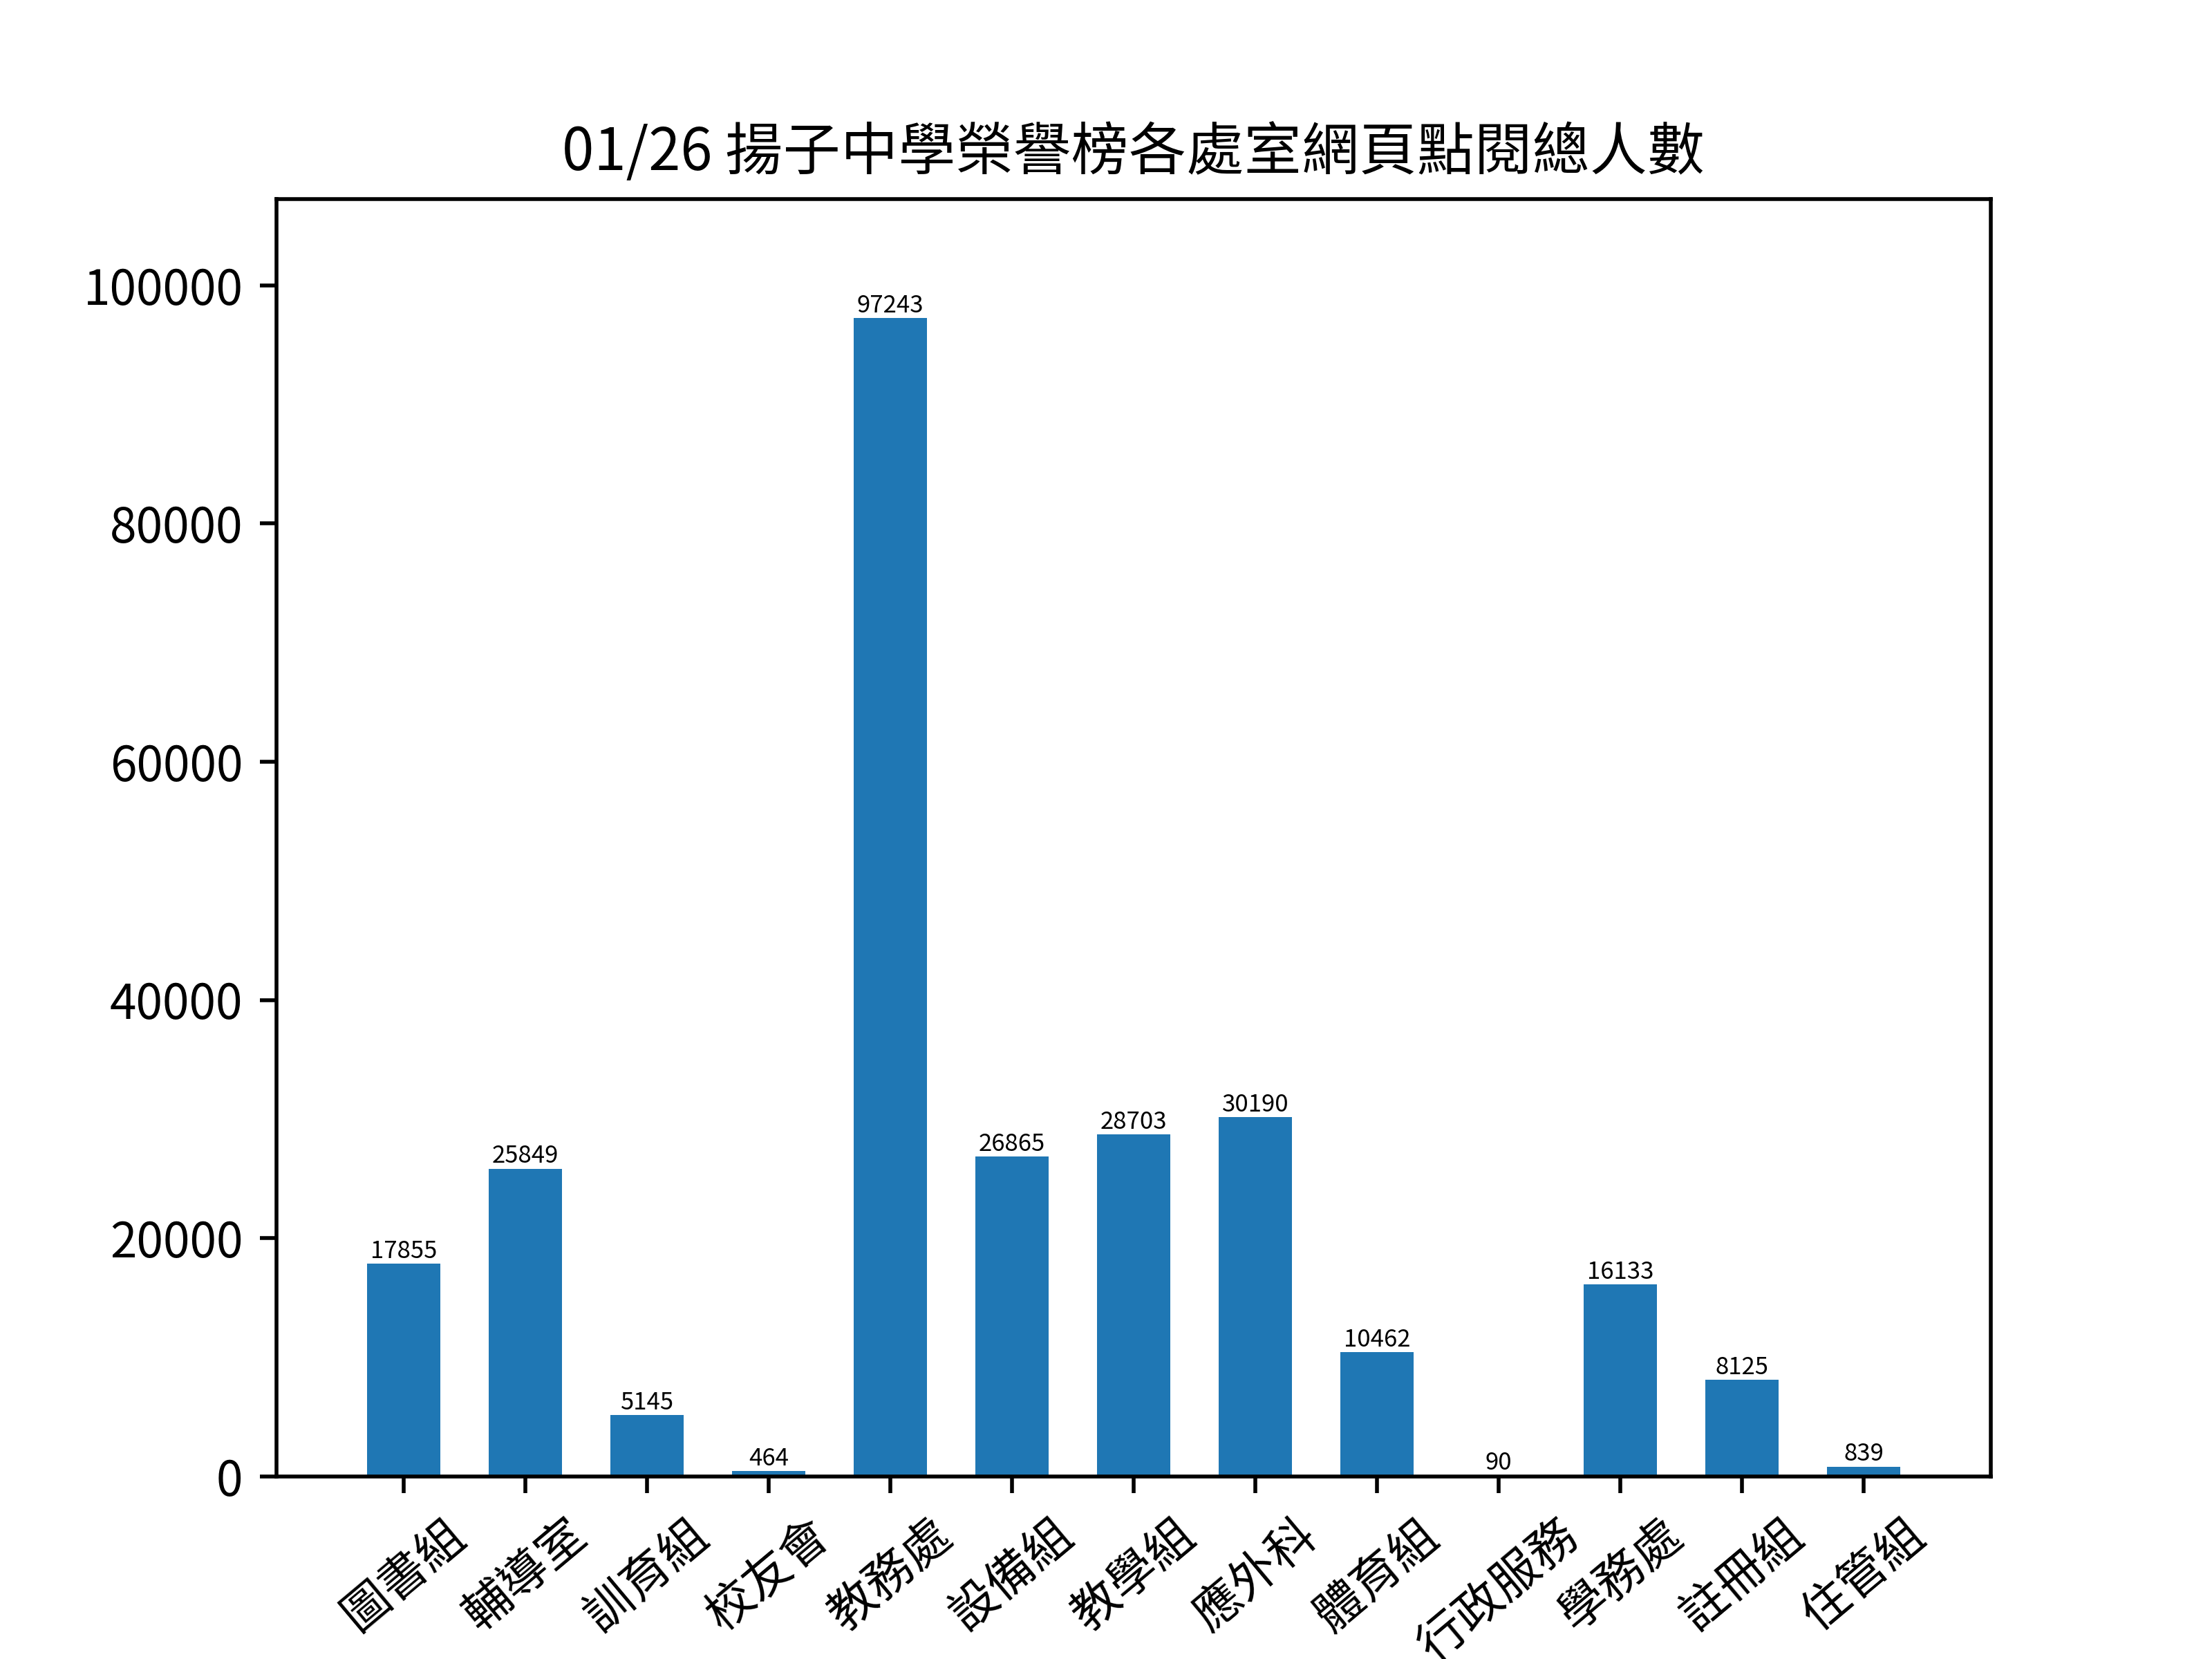 01/26 揚子中學榮譽榜各處室網頁點閱總人數
100000
80000
60000
40000
20000
0
17855
25849
5145
464
97243
26865
28703
30190
10462
90
16133
8125
839
圖書組
輔導室
訓育組
校友會
教務處
設備組
教學組
應外科
體育組
行政服務
學務處
註冊組
住管組